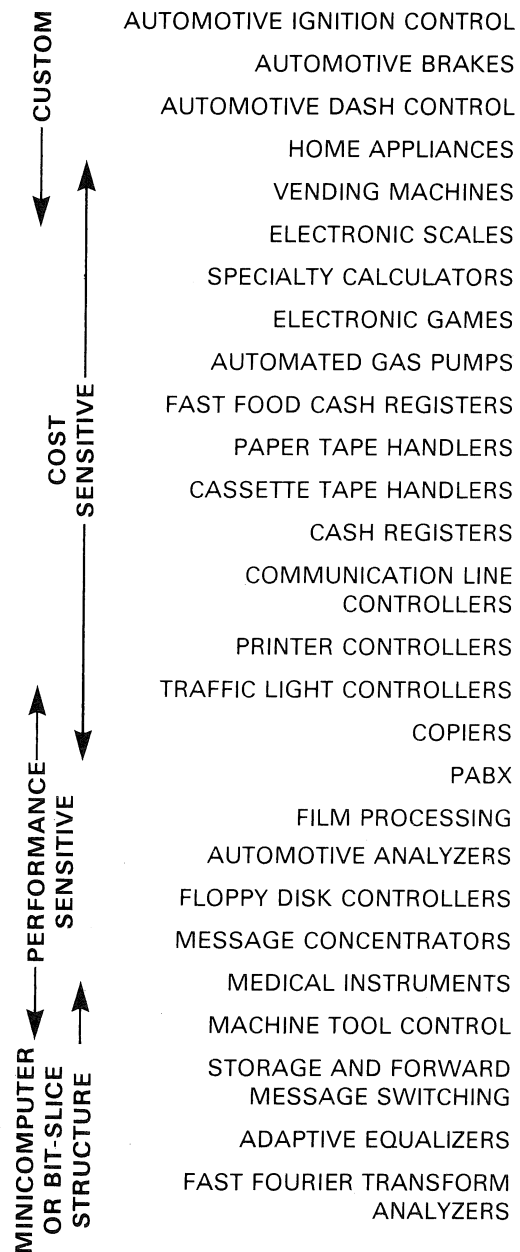 CUSTOM
AUTOMOTIVE IGNITION CONTROL
AUTOMOTIVE BRAKES
AUTOMOTIVE DASH CONTROL
HOME APPLIANCES
VENDING MACHINES
ELECTRONIC SCALES
SPECIALTY CALCULATORS
ELECTRONIC GAMES
AUTOMATED GAS PUMPS
COST
SENSITIVE
FAST FOOD CASH REGISTERS
PAPER TAPE HANDLERS
CASSETTE TAPE HANDLERS
CASH REGISTERS
COMMUNICATION LINE
CONTROLLERS
PRINTER CONTROLLERS
TRAFFIC LIGHT CONTROLLERS
COPIERS
PABX
PERFORMANCE
SENSITIVE
FILM PROCESSING
AUTOMOTIVE ANALYZERS
FLOPPY DISK CONTROLLERS
MESSAGE CONCENTRATORS
MEDICAL INSTRUMENTS
MACHINE TOOL CONTROL
MINICOMPUTER
OR BIT-SLICE
STRUCTURE
STORAGE AND FORWARD
MESSAGE SWITCHING
ADAPTIVE EQUALIZERS
FAST FOURIER TRANSFORM
ANALYZERS